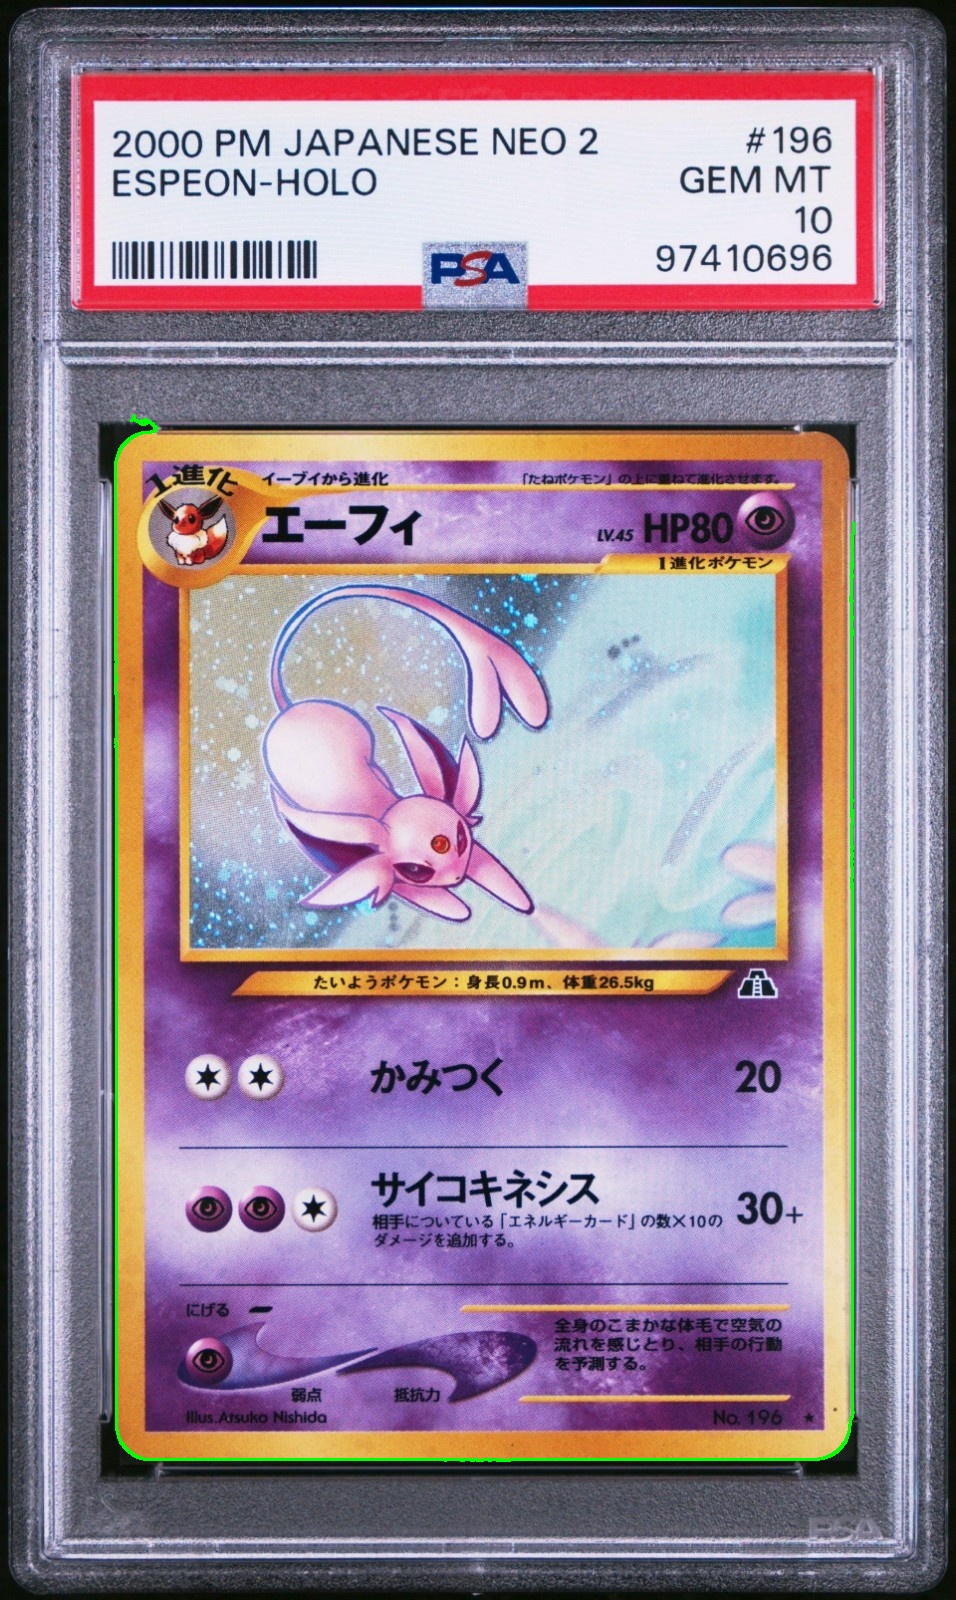 2000 PM JAPANESE NEO 2 #196
ESPEON-HOLO GEM MT
10
PSA 97410696
1進化
イーブイから進化
「たねポケモン」の上に重ねて進化させます。
エーフィ LV.45 HP80
1進化ポケモン
たいようポケモン：身長0.9m、体重26.5kg
かみつく 20
サイコキネシス 30+
相手についている「エネルギーカード」の数×10の
ダメージを追加する。
にげる
全身のこまかな体毛で空気の
流れを感じとり、相手の行動
を予測する。
弱点 抵抗力
Illus.Atsuko Nishida No. 196 ★
PSA